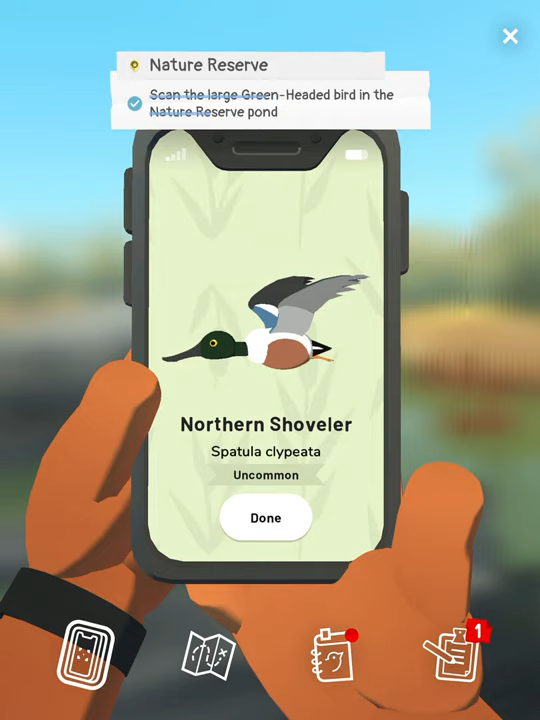 Nature Reserve
Scan the large Green-Headed bird in the
Nature Reserve pond
Northern Shoveler
Spatula clypeata
Uncommon
Done
1